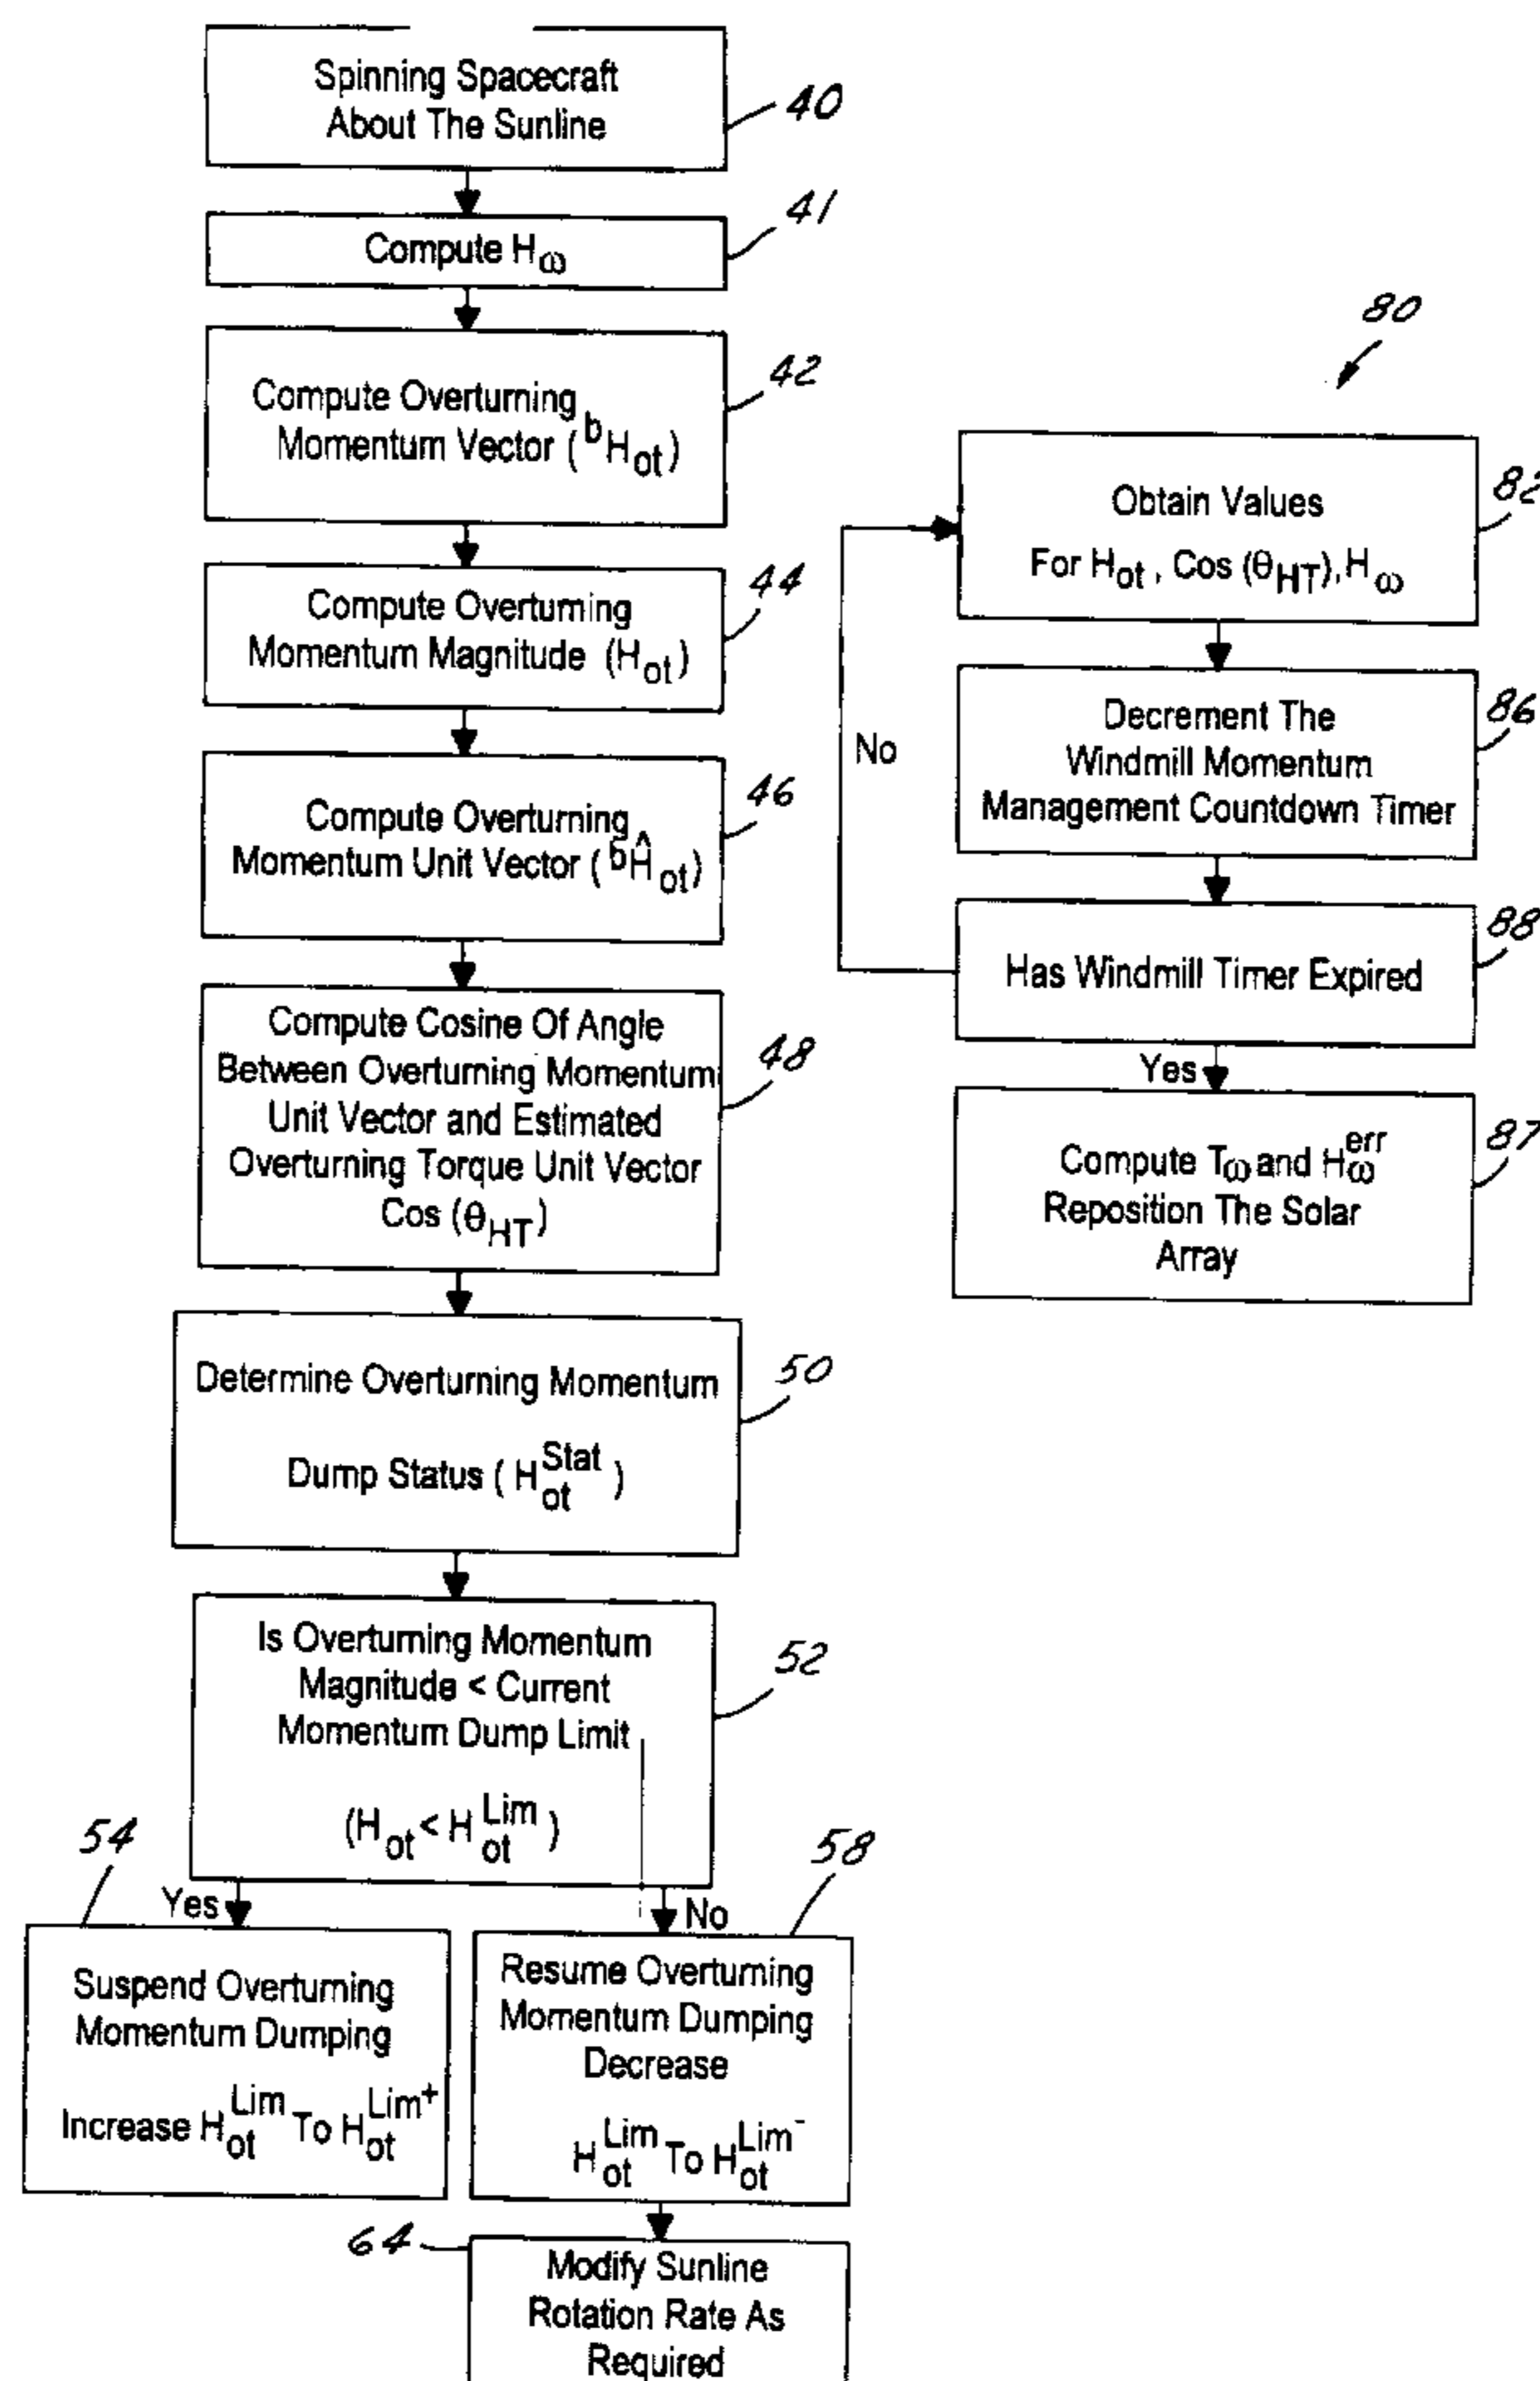 Spinning Spacecraft
About The Sunline
40
Compute Hω
41
Compute Overturning
Momentum Vector ( bHot)
42
Compute Overturning
Momentum Magnitude (Hot)
44
Compute Overturning
Momentum Unit Vector ( bĤot)
46
Compute Cosine Of Angle
Between Overturning Momentum
Unit Vector and Estimated
Overturning Torque Unit Vector
Cos (θHT)
48
Determine Overturning Momentum
Dump Status ( HotStat )
50
Is Overturning Momentum
Magnitude < Current
Momentum Dump Limit
(Hot < HotLim )
52
54
Yes
Suspend Overturning
Momentum Dumping
Increase HotLim To HotLim+
58
No
Resume Overturning
Momentum Dumping
Decrease
HotLim To HotLim-
64
Modify Sunline
Rotation Rate As
Required
80
Obtain Values
For Hot , Cos (θHT), Hω
82
Decrement The
Windmill Momentum
Management Countdown Timer
86
No
Has Windmill Timer Expired
88
Yes
Compute Tω and Hωerr
Reposition The Solar
Array
87